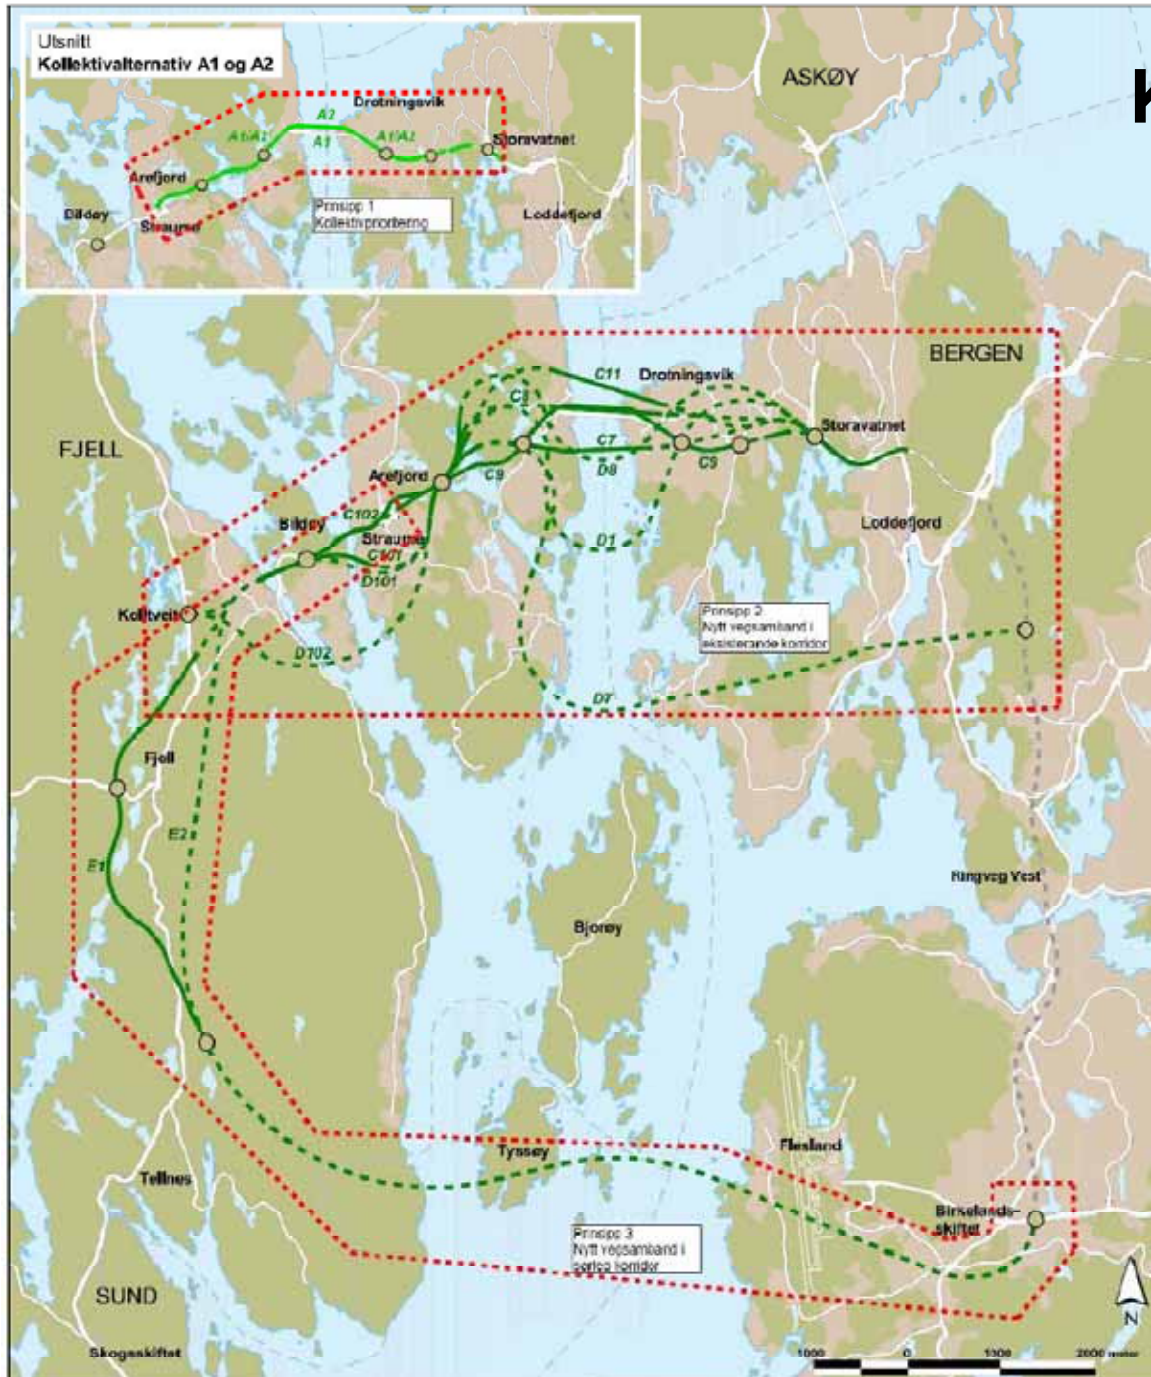 Utsnitt
Kollektivalternativ A1 og A2
Drotningsvik
A2
A1/A2
A1
A1/A2
Storavatnet
Arefjord
Bildøy
Straume
Prinsipp 1
Kollektivprioritering
Loddefjord
ASKØY
K
BERGEN
C11
Drotningsvik
FJELL
C7
Storavatnet
Arefjord
C9
D8
C9
Bildøy
C102
Straume
C101
D101
D1
Loddefjord
Kolltveit
D102
Prinsipp 2
Nytt vegsamband i
eksisterande korridor
D7
Fjell
E2
E1
Ringveg Vest
Bjorøy
Tyssøy
Flesland
Tellnes
Birkelands-
skiftet
Prinsipp 3
Nytt vegsamband i
sørleg korridor
SUND
N
Skogsskiftet
1000 0 1000 2000 meter